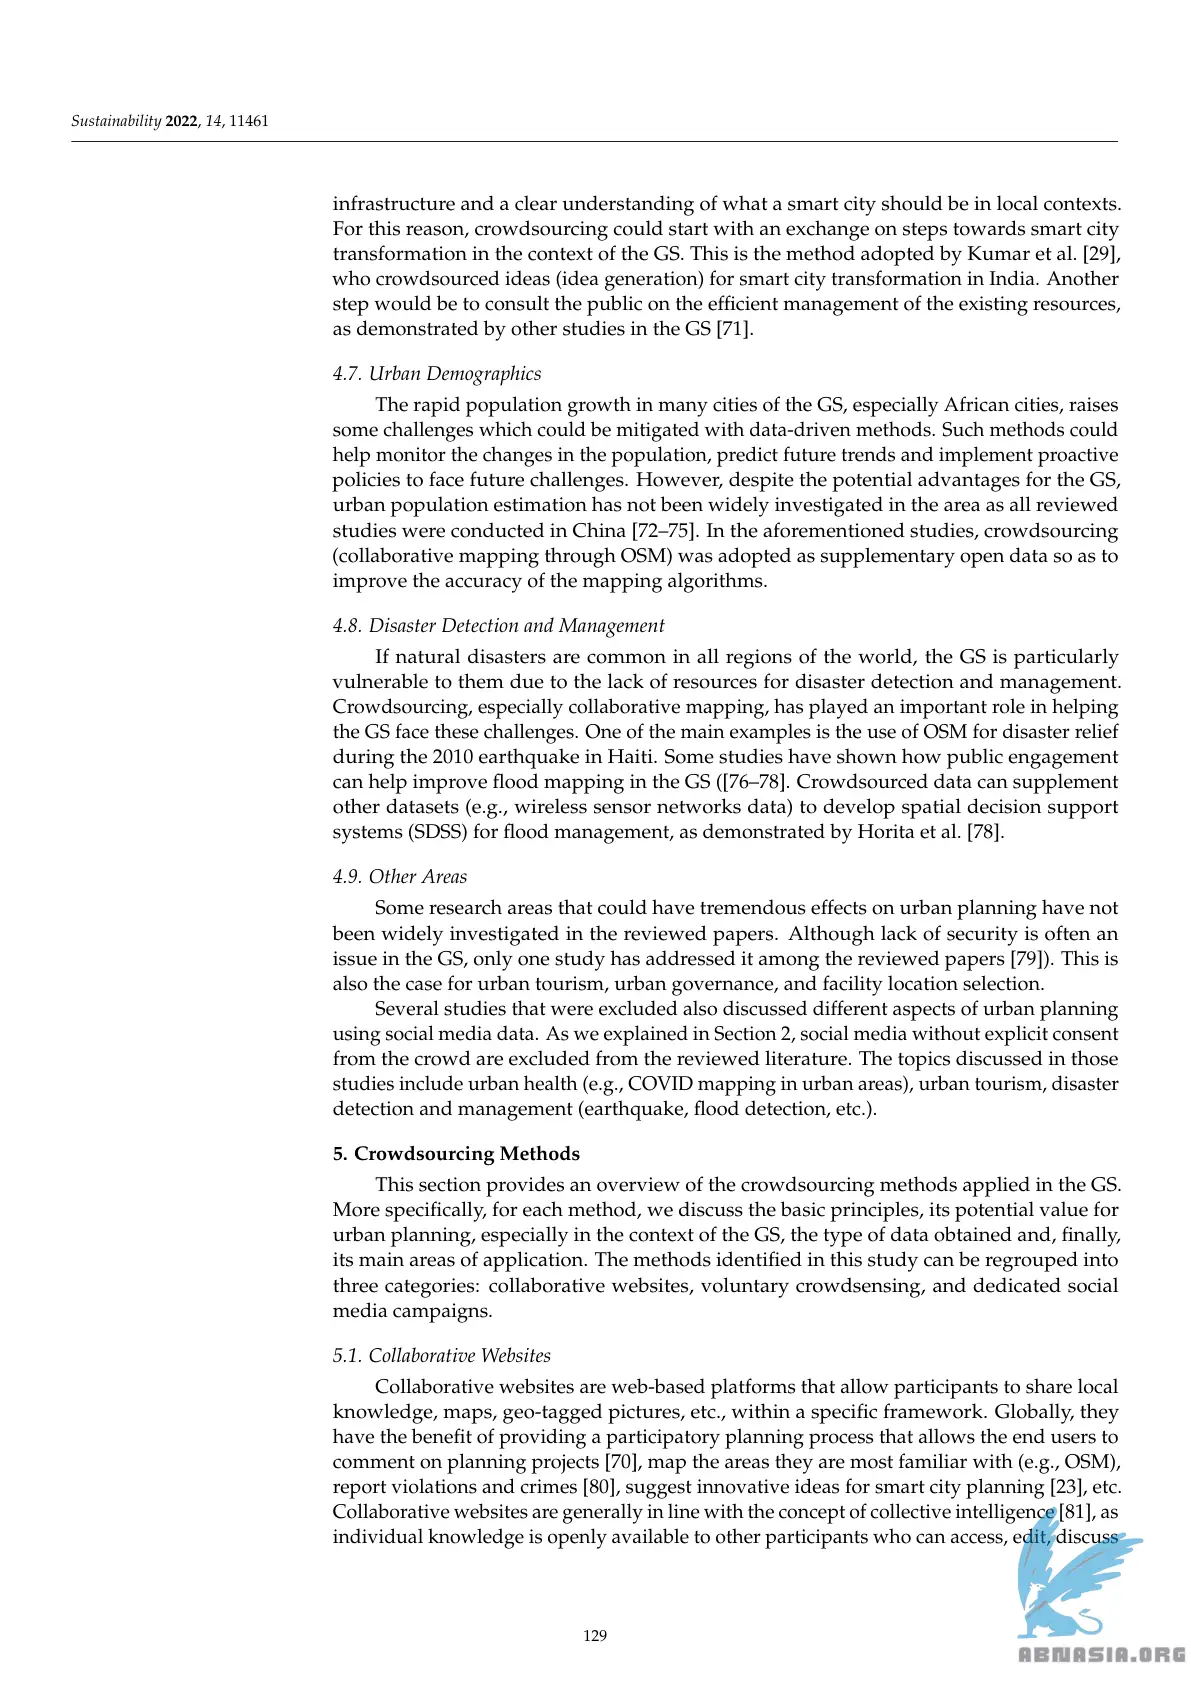 Sustainability 2022, 14, 11461
infrastructure and a clear understanding of what a smart city should be in local contexts.
For this reason, crowdsourcing could start with an exchange on steps towards smart city
transformation in the context of the GS. This is the method adopted by Kumar et al. [29],
who crowdsourced ideas (idea generation) for smart city transformation in India. Another
step would be to consult the public on the efficient management of the existing resources,
as demonstrated by other studies in the GS [71].
4.7. Urban Demographics
The rapid population growth in many cities of the GS, especially African cities, raises
some challenges which could be mitigated with data-driven methods. Such methods could
help monitor the changes in the population, predict future trends and implement proactive
policies to face future challenges. However, despite the potential advantages for the GS,
urban population estimation has not been widely investigated in the area as all reviewed
studies were conducted in China [72–75]. In the aforementioned studies, crowdsourcing
(collaborative mapping through OSM) was adopted as supplementary open data so as to
improve the accuracy of the mapping algorithms.
4.8. Disaster Detection and Management
If natural disasters are common in all regions of the world, the GS is particularly
vulnerable to them due to the lack of resources for disaster detection and management.
Crowdsourcing, especially collaborative mapping, has played an important role in helping
the GS face these challenges. One of the main examples is the use of OSM for disaster relief
during the 2010 earthquake in Haiti. Some studies have shown how public engagement
can help improve flood mapping in the GS ([76–78]. Crowdsourced data can supplement
other datasets (e.g., wireless sensor networks data) to develop spatial decision support
systems (SDSS) for flood management, as demonstrated by Horita et al. [78].
4.9. Other Areas
Some research areas that could have tremendous effects on urban planning have not
been widely investigated in the reviewed papers. Although lack of security is often an
issue in the GS, only one study has addressed it among the reviewed papers [79]). This is
also the case for urban tourism, urban governance, and facility location selection.
Several studies that were excluded also discussed different aspects of urban planning
using social media data. As we explained in Section 2, social media without explicit consent
from the crowd are excluded from the reviewed literature. The topics discussed in those
studies include urban health (e.g., COVID mapping in urban areas), urban tourism, disaster
detection and management (earthquake, flood detection, etc.).
5. Crowdsourcing Methods
This section provides an overview of the crowdsourcing methods applied in the GS.
More specifically, for each method, we discuss the basic principles, its potential value for
urban planning, especially in the context of the GS, the type of data obtained and, finally,
its main areas of application. The methods identified in this study can be regrouped into
three categories: collaborative websites, voluntary crowdsensing, and dedicated social
media campaigns.
5.1. Collaborative Websites
Collaborative websites are web-based platforms that allow participants to share local
knowledge, maps, geo-tagged pictures, etc., within a specific framework. Globally, they
have the benefit of providing a participatory planning process that allows the end users to
comment on planning projects [70], map the areas they are most familiar with (e.g., OSM),
report violations and crimes [80], suggest innovative ideas for smart city planning [23], etc.
Collaborative websites are generally in line with the concept of collective intelligence [81], as
individual knowledge is openly available to other participants who can access, edit, discuss
129
ABNASIA.ORG